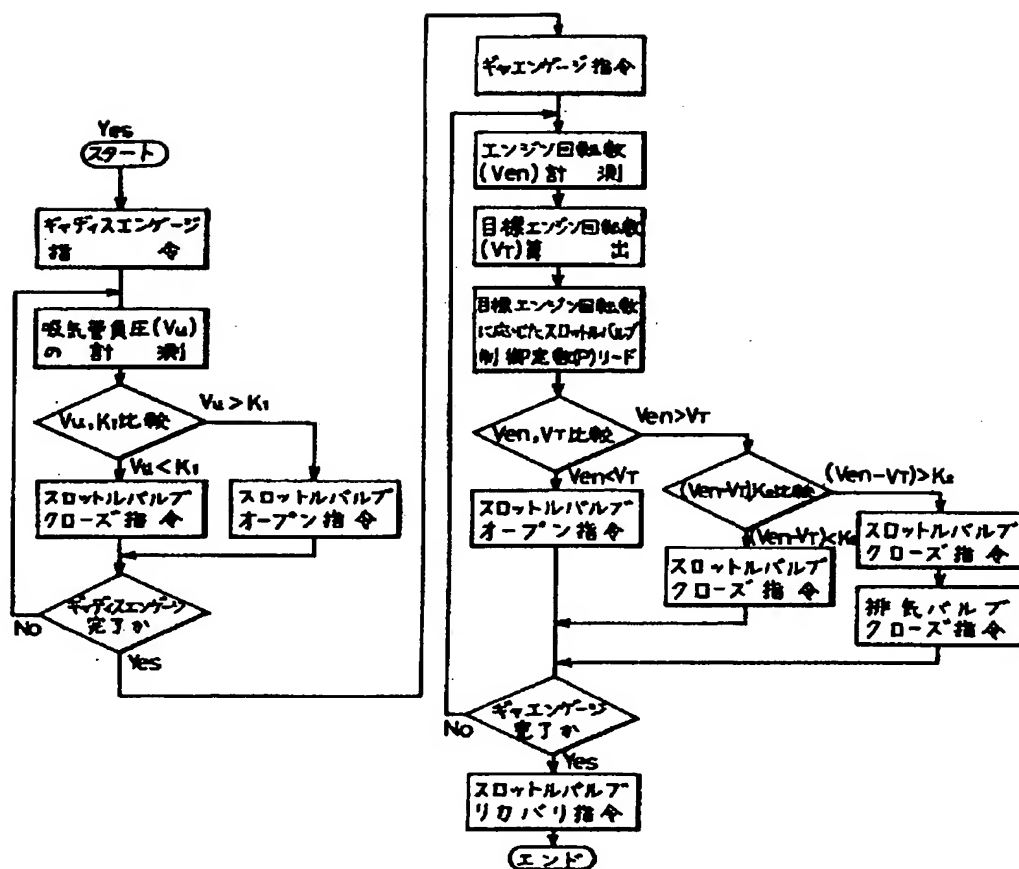 Yes
スタート
ギャディスエンゲージ
指 令
吸気管負圧(Vu)
の 計 測
Vu,K1比較
Vu>K1
Vu<K1
スロットルバルブ
クローズ指令
スロットルバルブ
オープン指令
ギャディスエンゲージ
完了か
No
Yes
ギャエンゲージ指令
エンジン回転数
(Ven)計 測
目標エンジン回転数
(VT)算 出
目標エンジン回転数
に応じたスロットルバルブ
制御定数(P)リード
Ven,VT比較
Ven>VT
Ven<VT
スロットルバルブ
オープン指令
(Ven-VT),K2比較
(Ven-VT)>K2
(Ven-VT)<K2
スロットルバルブ
クローズ指令
スロットルバルブ
クローズ指令
排気バルブ
クローズ指令
ギャエンゲージ
完了か
No
Yes
スロットルバルブ
リカバリ指令
エンド